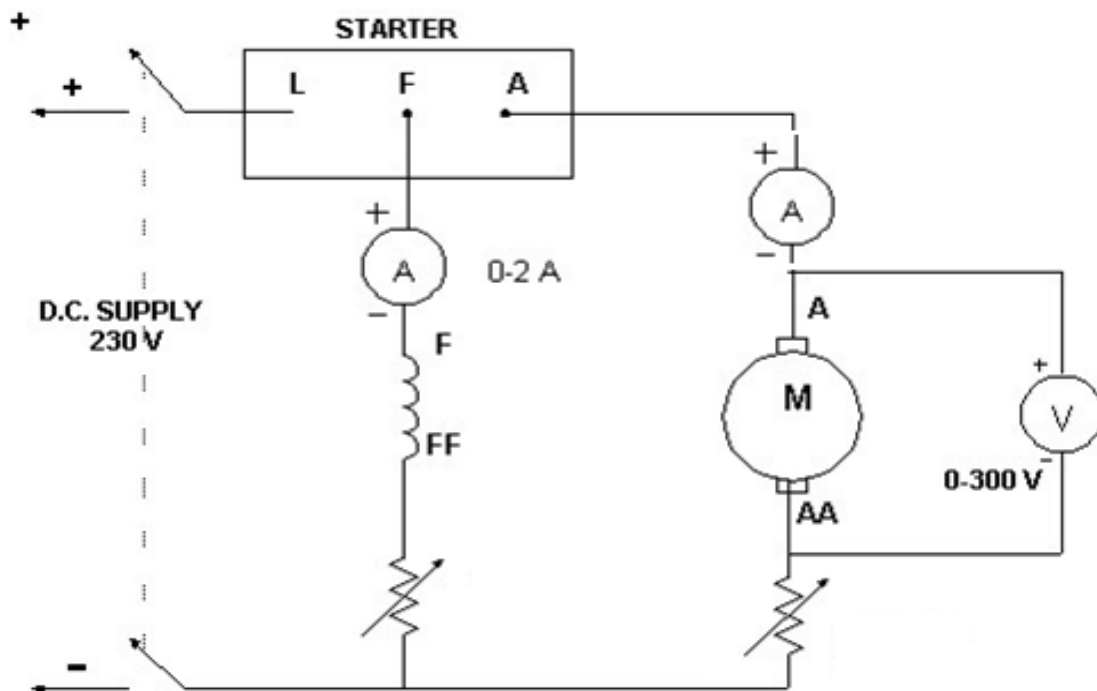 +
STARTER
+
L F A
+
A
-
+
A
-
0-2 A
D.C. SUPPLY
230 V
F
FF
A
M
AA
+
V
-
0-300 V
-